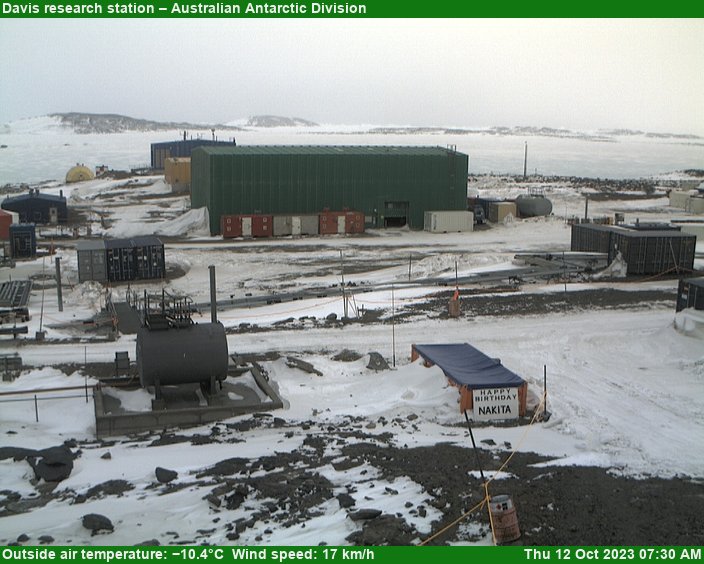 Davis research station – Australian Antarctic Division
HAPPY
BIRTHDAY
NAKITA
Outside air temperature: −10.4°C  Wind speed: 17 km/h
Thu 12 Oct 2023 07:30 AM